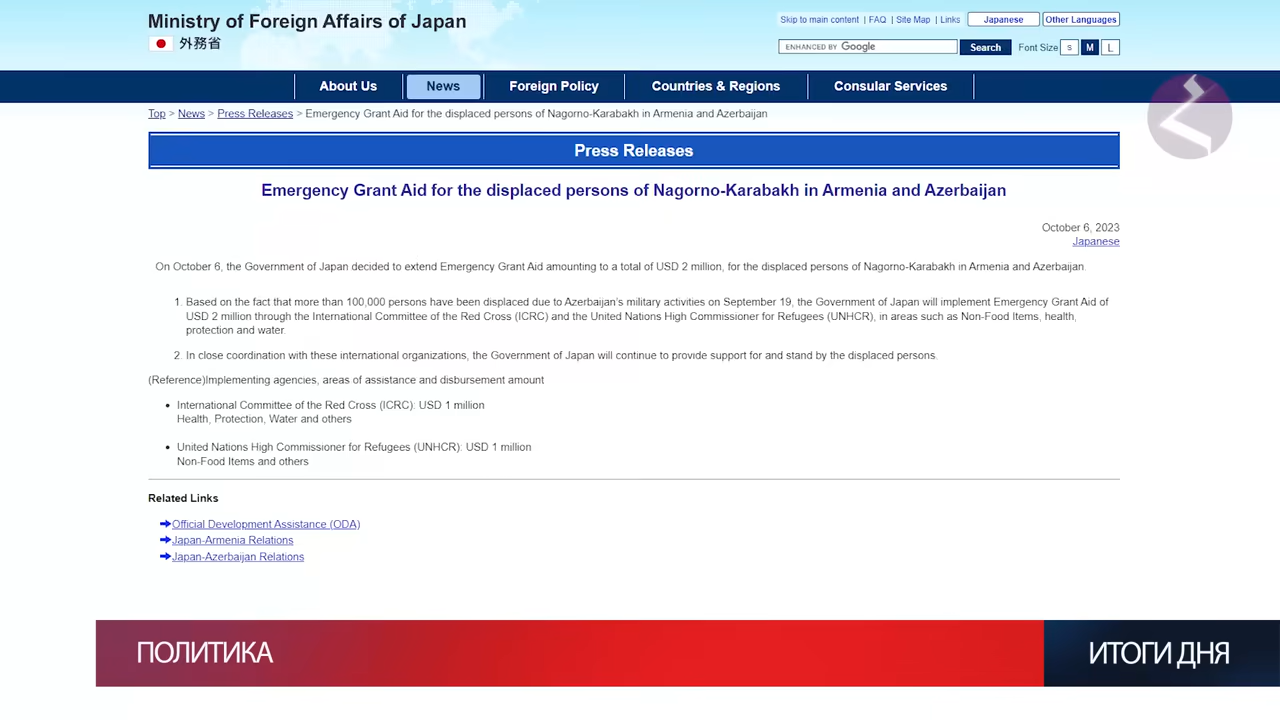 Ministry of Foreign Affairs of Japan
外務省
Skip to main content | FAQ | Site Map | Links Japanese Other Languages
ENHANCED BY Google Search Font Size S M L
About Us News Foreign Policy Countries & Regions Consular Services
Top > News > Press Releases > Emergency Grant Aid for the displaced persons of Nagorno-Karabakh in Armenia and Azerbaijan
Press Releases
Emergency Grant Aid for the displaced persons of Nagorno-Karabakh in Armenia and Azerbaijan
October 6, 2023
Japanese
On October 6, the Government of Japan decided to extend Emergency Grant Aid amounting to a total of USD 2 million, for the displaced persons of Nagorno-Karabakh in Armenia and Azerbaijan.
1. Based on the fact that more than 100,000 persons have been displaced due to Azerbaijan's military activities on September 19, the Government of Japan will implement Emergency Grant Aid of
USD 2 million through the International Committee of the Red Cross (ICRC) and the United Nations High Commissioner for Refugees (UNHCR), in areas such as Non-Food Items, health,
protection and water.
2. In close coordination with these international organizations, the Government of Japan will continue to provide support for and stand by the displaced persons.
(Reference)Implementing agencies, areas of assistance and disbursement amount
• International Committee of the Red Cross (ICRC): USD 1 million
Health, Protection, Water and others
• United Nations High Commissioner for Refugees (UNHCR): USD 1 million
Non-Food Items and others
Related Links
Official Development Assistance (ODA)
Japan-Armenia Relations
Japan-Azerbaijan Relations
ПОЛИТИКА
ИТОГИ ДНЯ